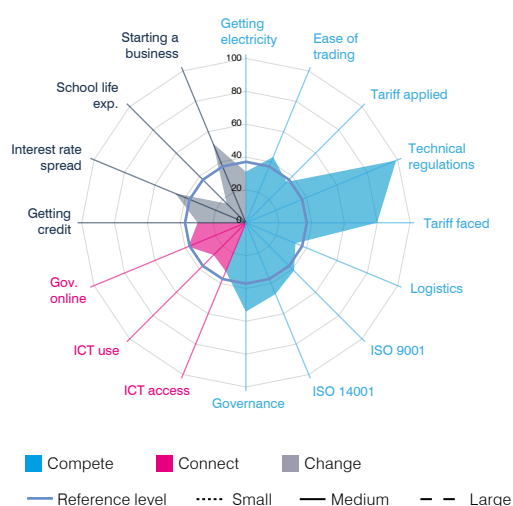 Getting
electricity
Starting a
business
Ease of
trading
100
School life
exp.
Tariff applied
80
60
Interest rate
spread
Technical
regulations
40
20
Getting
credit
0
Tariff faced
Gov.
online
Logistics
ICT use
ISO 9001
ICT access
ISO 14001
Governance
Compete
Connect
Change
Reference level
Small
Medium
Large